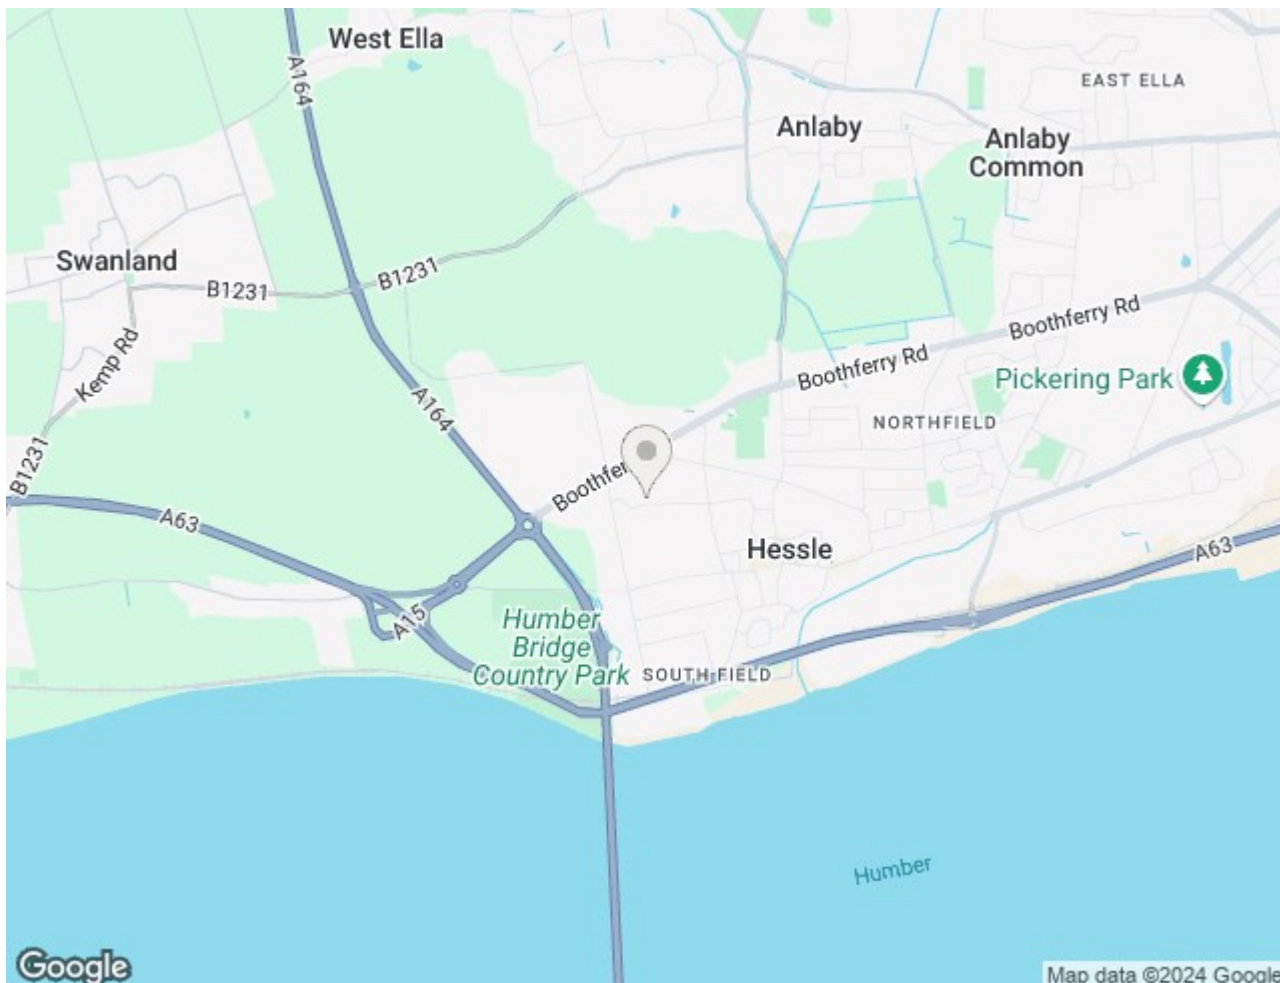 West Ella
A164
EAST ELLA
Anlaby
Anlaby
Common
Swanland
B1231
B1231
Boothferry Rd
Kemp Rd
Boothferry Rd
Pickering Park
A164
NORTHFIELD
B1231
A63
Hessle
A63
A15
Humber
Bridge
Country Park
SOUTH FIELD
Humber
Google
Map data ©2024 Google